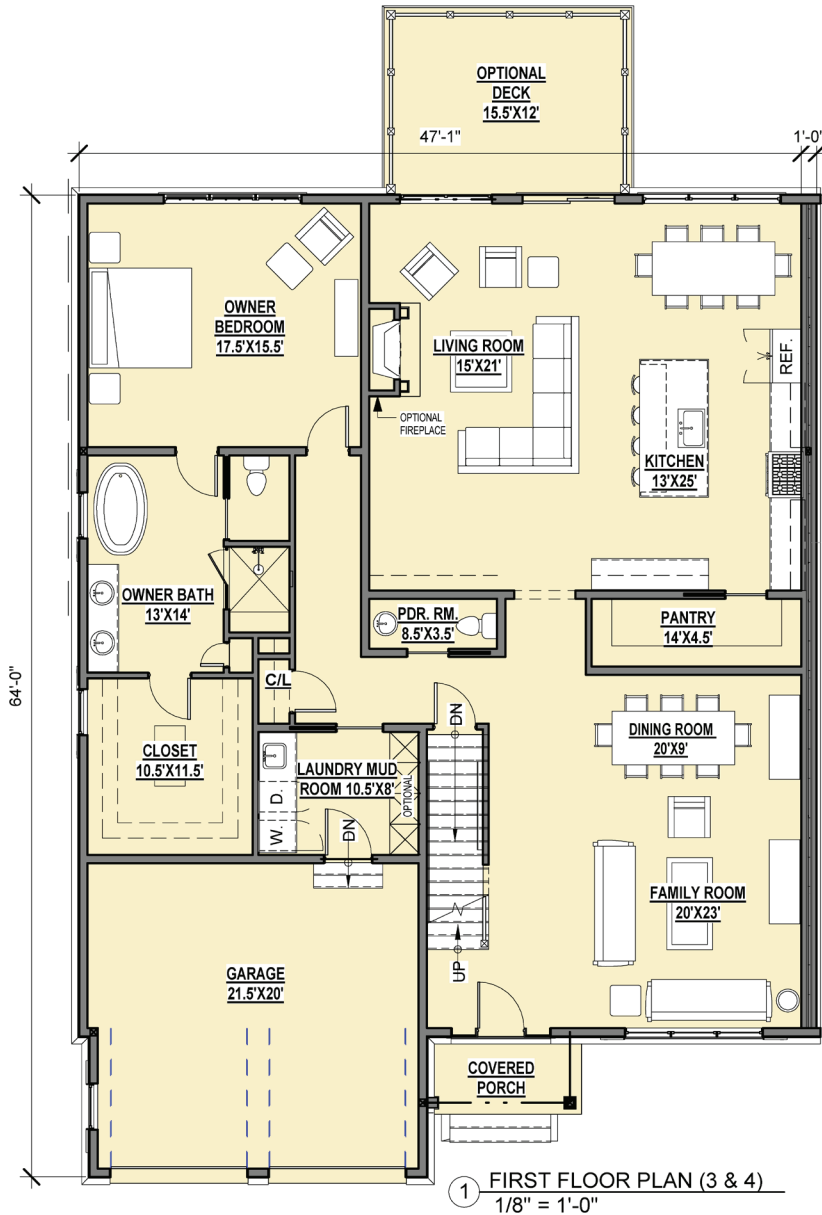 OPTIONAL
DECK
15.5'X12'
47'-1"
1'-0"
OWNER
BEDROOM
17.5'X15.5'
LIVING ROOM
15'X21'
REF.
OPTIONAL
FIREPLACE
KITCHEN
13'X25'
OWNER BATH
13'X14'
PDR. RM.
8.5'X3.5'
PANTRY
14'X4.5'
64'-0"
C/L
DN
DINING ROOM
20'X9'
CLOSET
10.5'X11.5'
LAUNDRY MUD
ROOM 10.5'X8'
OPTIONAL
W. D.
DN
FAMILY ROOM
20'X23'
UP
GARAGE
21.5'X20'
COVERED
PORCH
1 FIRST FLOOR PLAN (3 & 4)
1/8" = 1'-0"